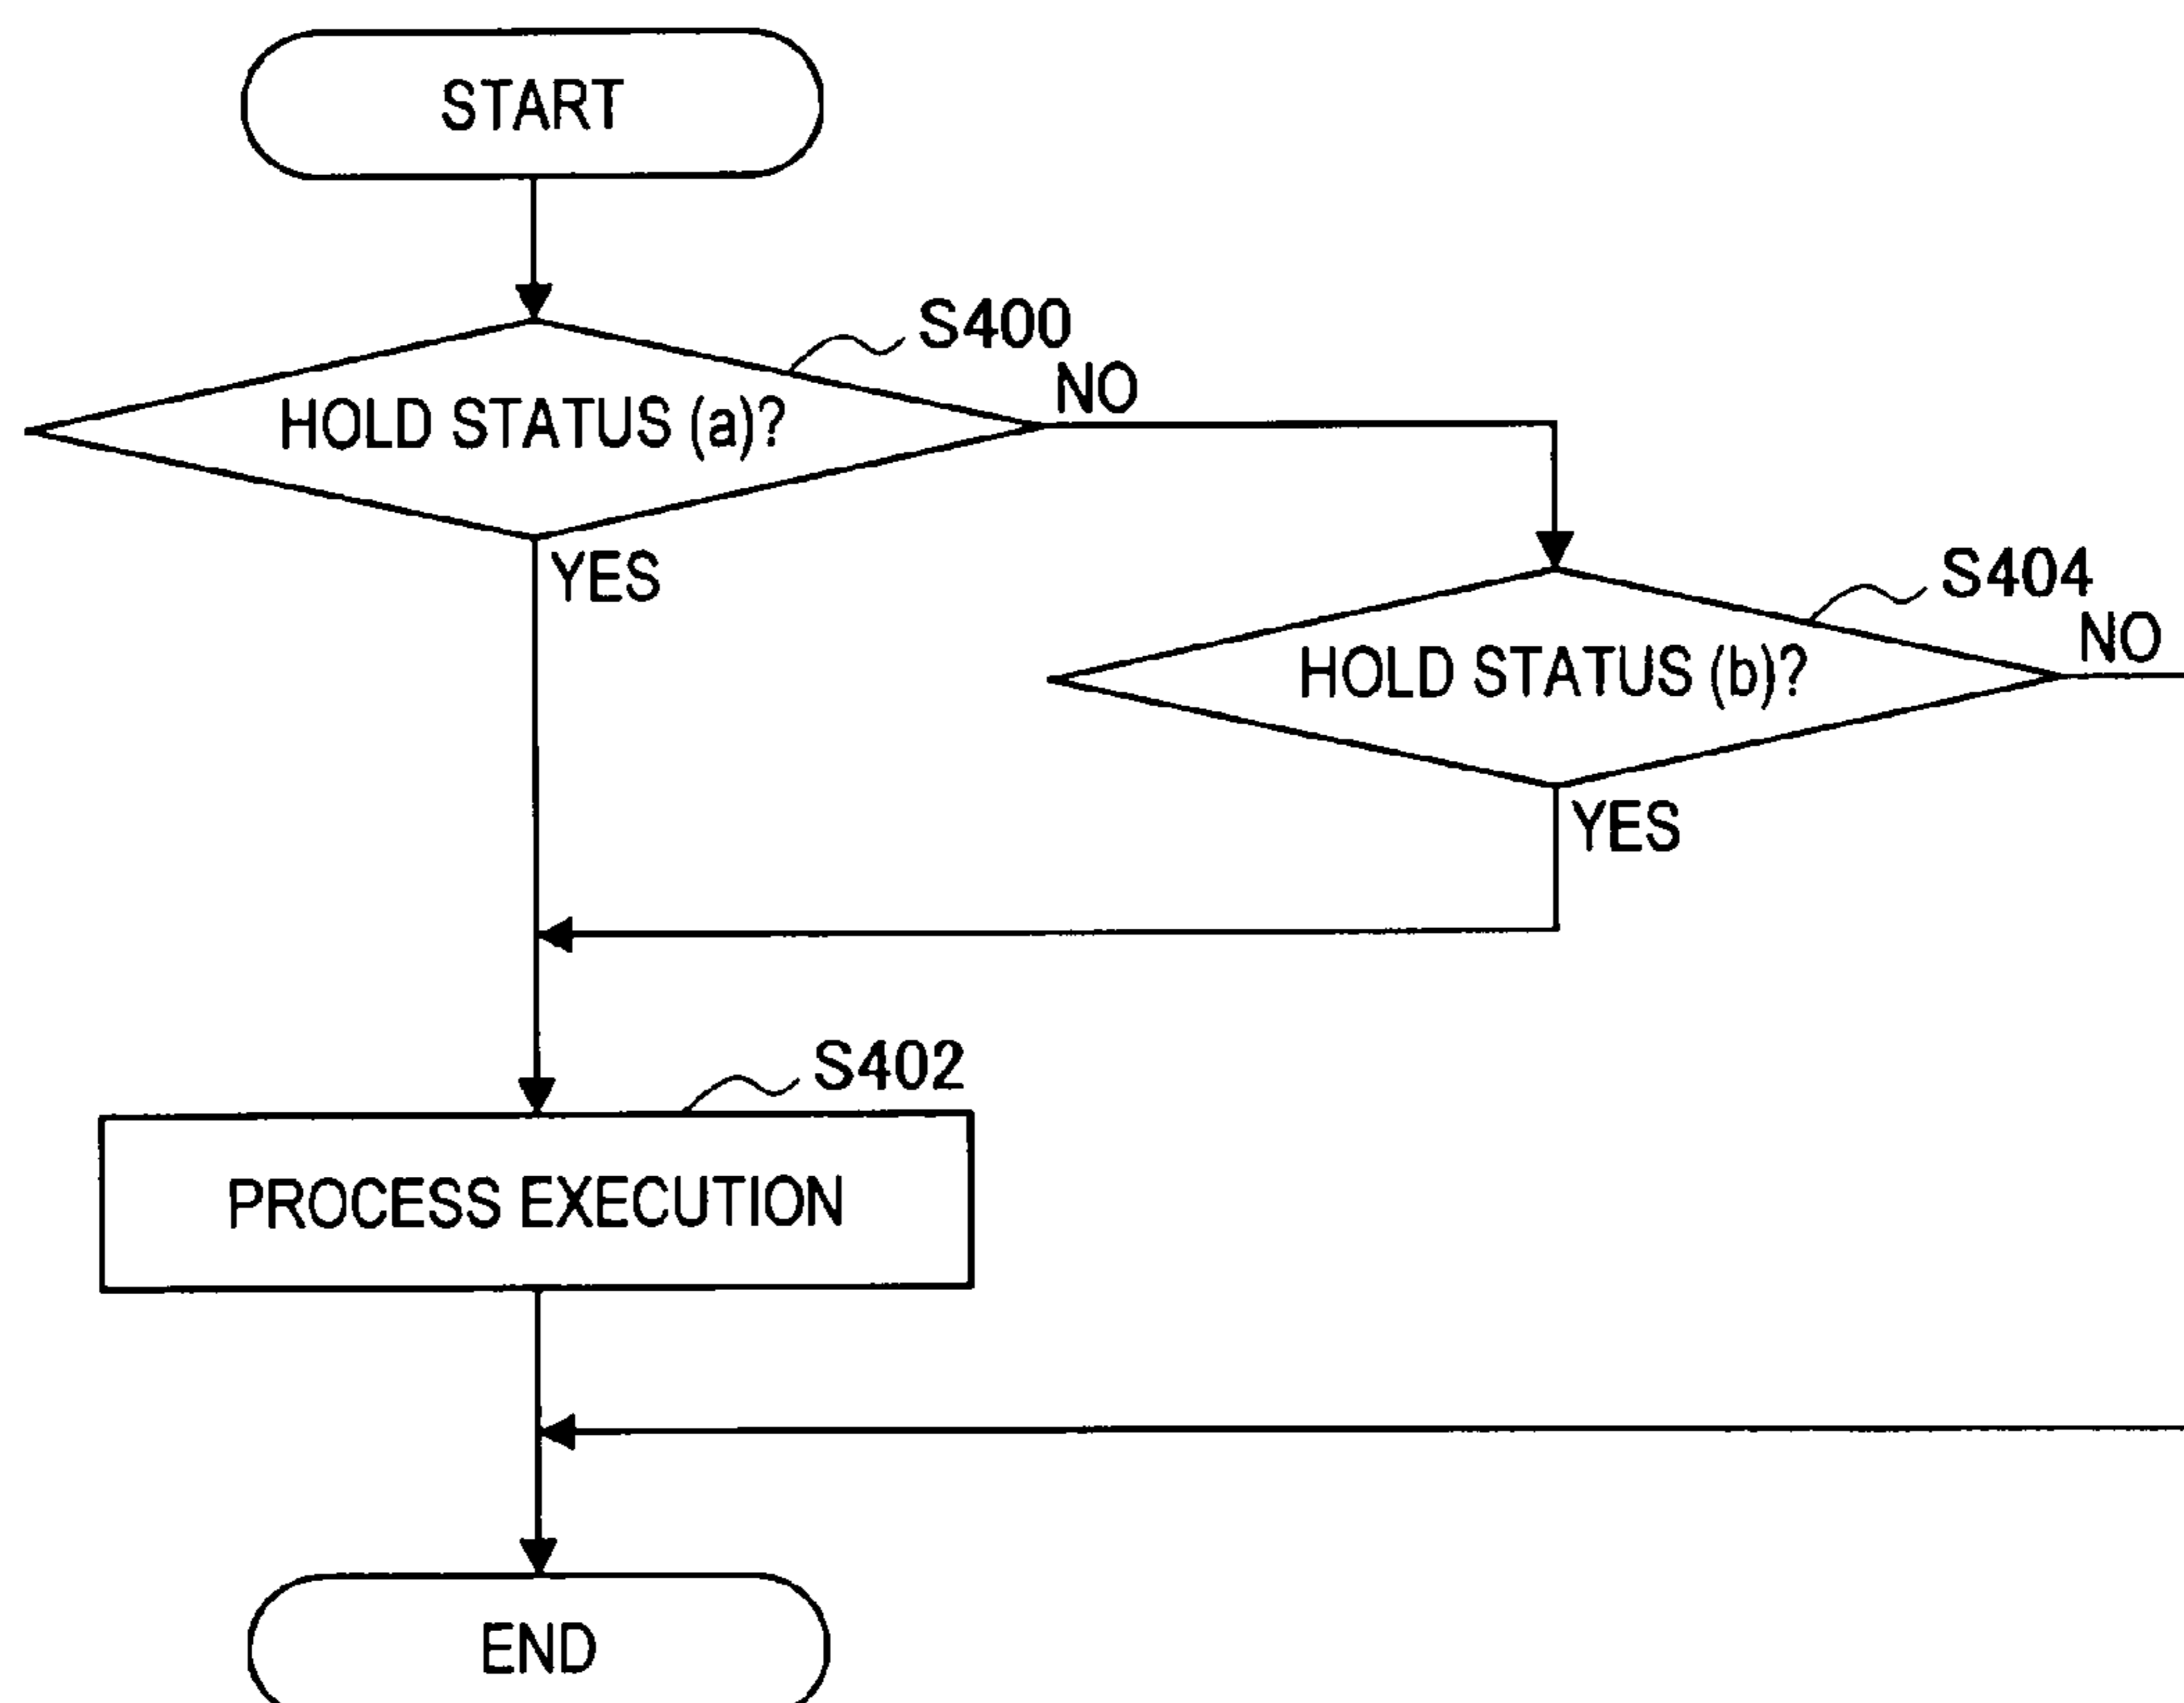 START
S400
NO
HOLD STATUS (a)?
YES
S404
NO
HOLD STATUS (b)?
YES
S402
PROCESS EXECUTION
END